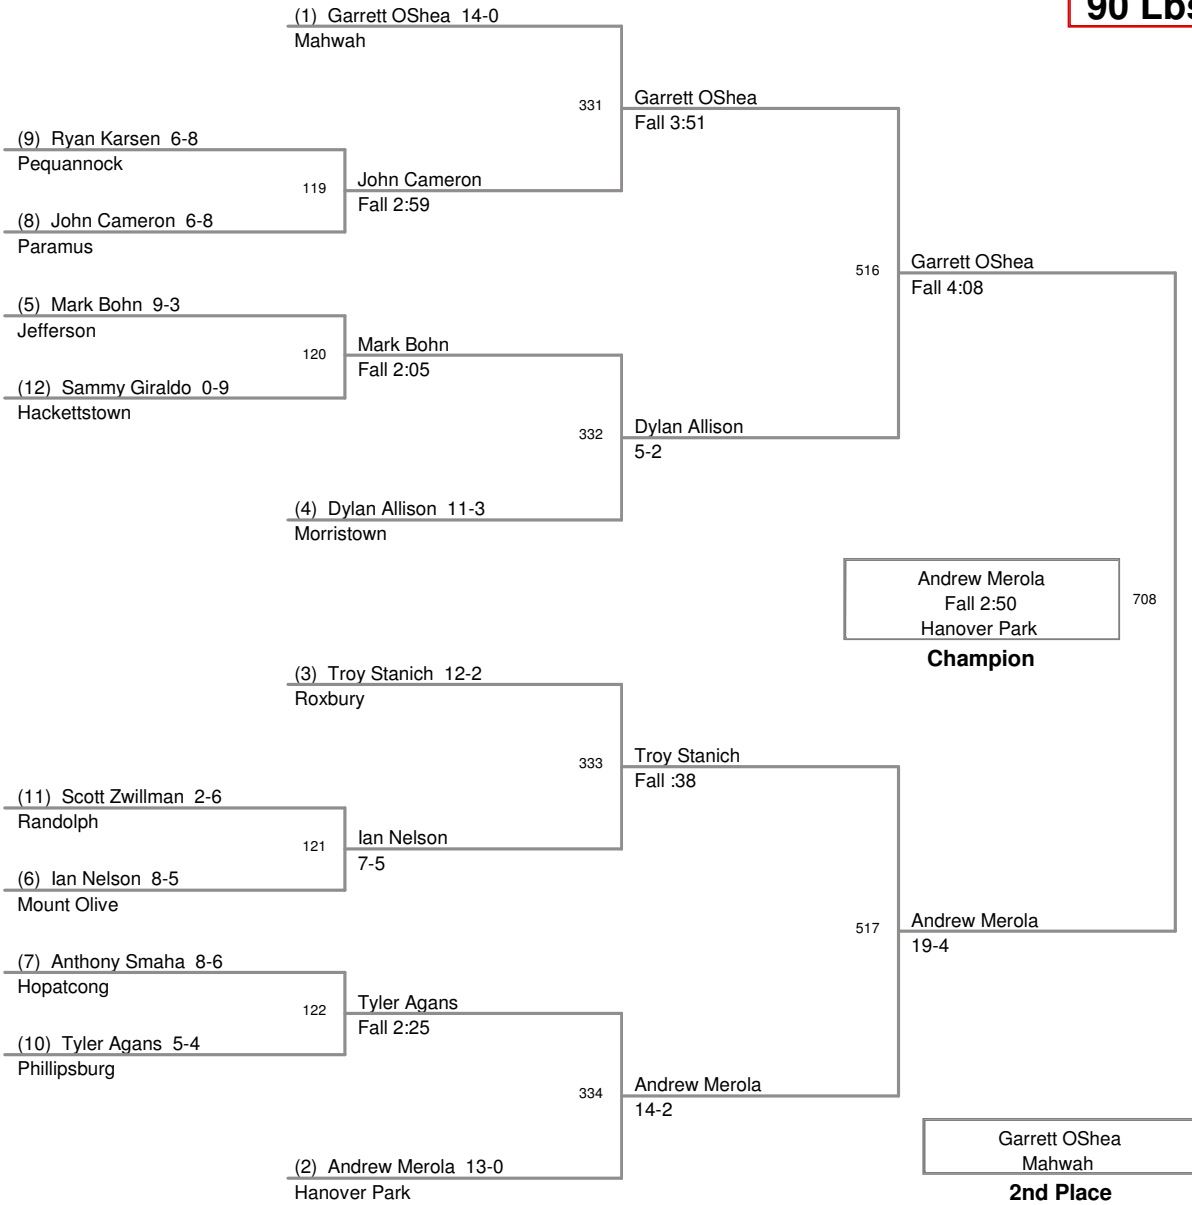 (1) Garrett OShea 14-0
90 Lbs
Mahwah
331
Garrett OShea
Fall 3:51
(9) Ryan Karsen 6-8
Pequannock
119
John Cameron
Fall 2:59
(8) John Cameron 6-8
Paramus
516
Garrett OShea
Fall 4:08
(5) Mark Bohn 9-3
Jefferson
120
Mark Bohn
Fall 2:05
(12) Sammy Giraldo 0-9
Hackettstown
332
Dylan Allison
5-2
(4) Dylan Allison 11-3
Morristown
Andrew Merola
Fall 2:50
Hanover Park
708
Champion
(3) Troy Stanich 12-2
Roxbury
333
Troy Stanich
Fall :38
(11) Scott Zwillman 2-6
Randolph
121
Ian Nelson
7-5
(6) Ian Nelson 8-5
Mount Olive
517
Andrew Merola
19-4
(7) Anthony Smaha 8-6
Hopatcong
122
Tyler Agans
Fall 2:25
(10) Tyler Agans 5-4
Phillipsburg
334
Andrew Merola
14-2
(2) Andrew Merola 13-0
Hanover Park
Garrett OShea
Mahwah
2nd Place